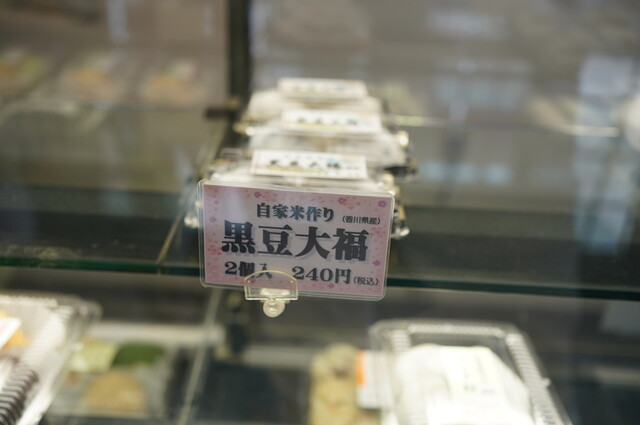 自家米作り（香川県産）
黒豆大福
2個入 240円（税込）